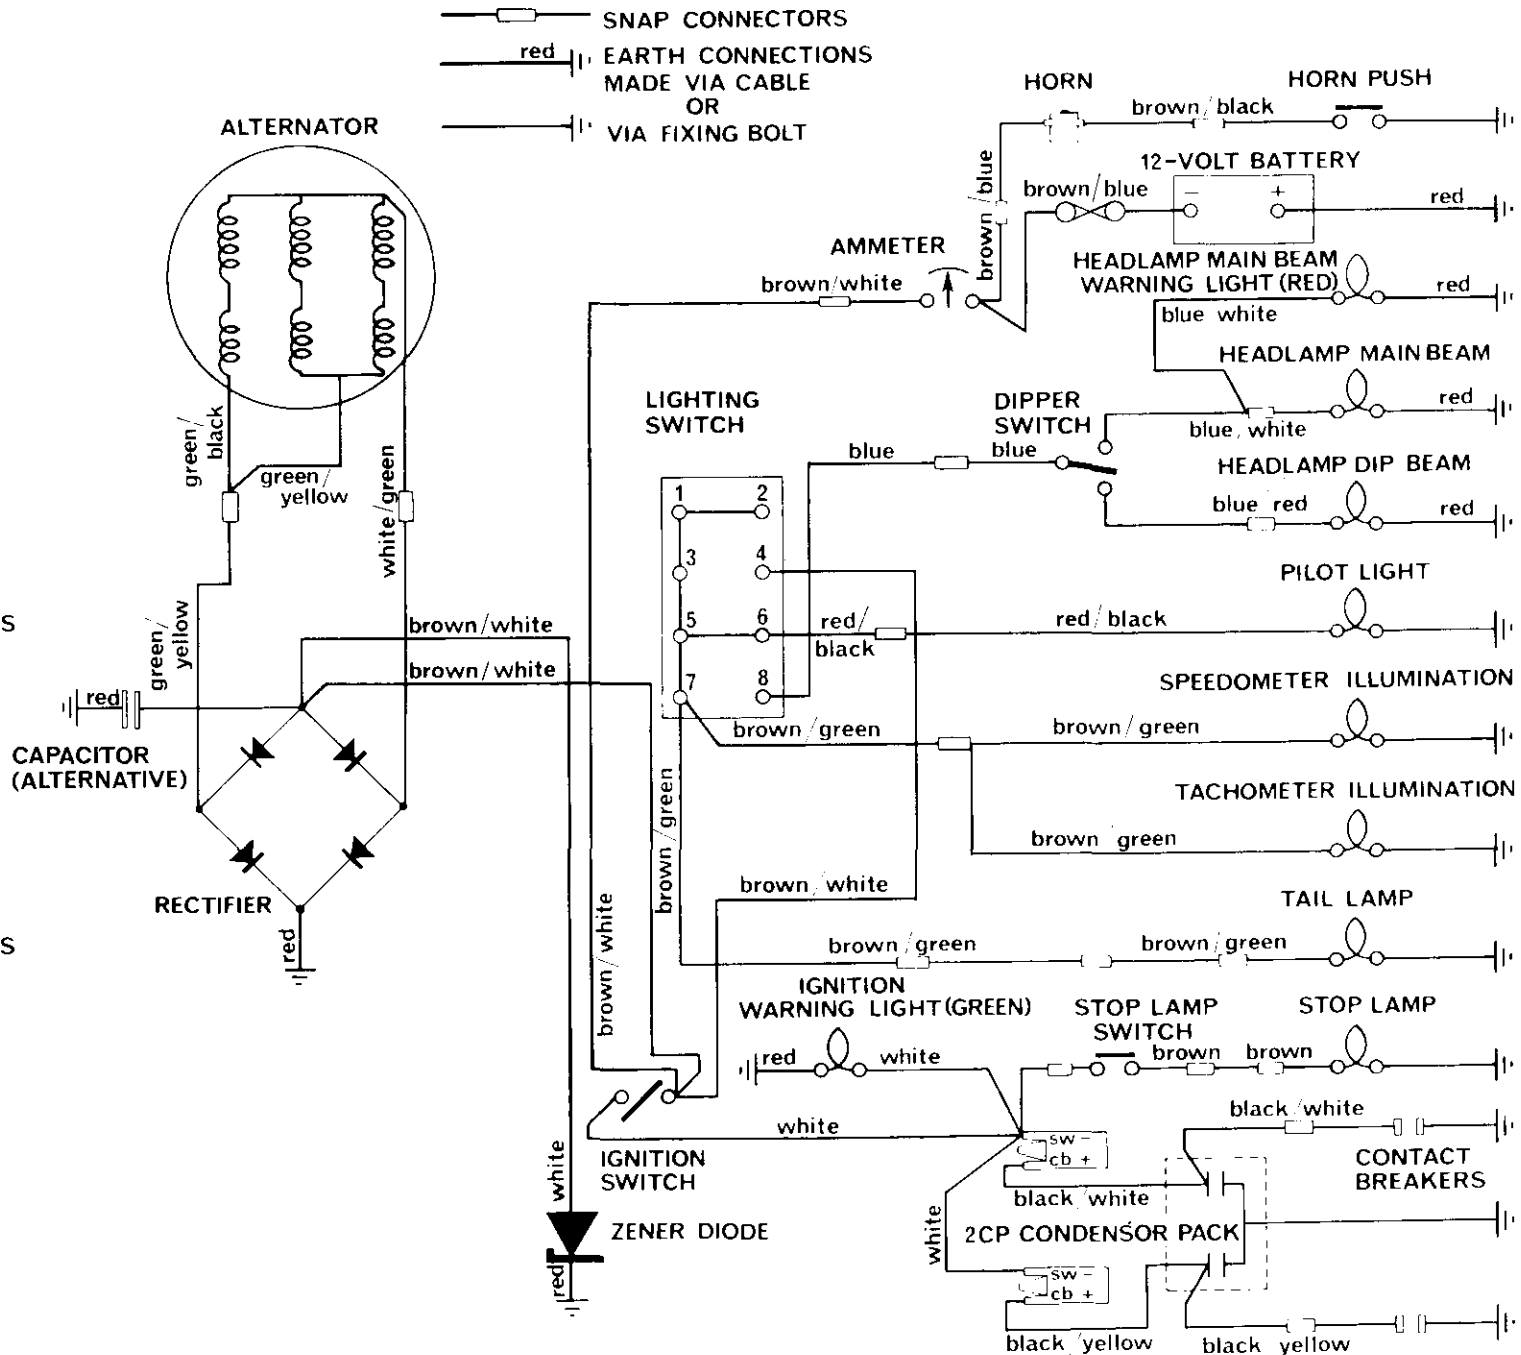 SNAP CONNECTORS
red
EARTH CONNECTIONS
MADE VIA CABLE
OR
VIA FIXING BOLT
ALTERNATOR
green/
black
green/
yellow
white/green
green/
yellow
brown/white
brown/white
red
CAPACITOR
(ALTERNATIVE)
RECTIFIER
red
S
S
HORN
brown/black
HORN PUSH
brown/blue
12-VOLT BATTERY
brown/blue
- +
red
AMMETER
brown/white
HEADLAMP MAIN BEAM
WARNING LIGHT (RED)
red
blue white
HEADLAMP MAIN BEAM
red
blue, white
LIGHTING
SWITCH
DIPPER
SWITCH
blue
blue
HEADLAMP DIP BEAM
blue red
red
1 2
3 4
5 6
7 8
PILOT LIGHT
red/
black
red/black
SPEEDOMETER ILLUMINATION
brown/green
brown/green
TACHOMETER ILLUMINATION
brown green
brown/green
brown/white
TAIL LAMP
brown/green
brown/green
brown/white
IGNITION
WARNING LIGHT (GREEN)
red
white
STOP LAMP
SWITCH
STOP LAMP
brown
brown
white
IGNITION
SWITCH
white
ZENER DIODE
red
sw -
cb +
black/white
black/white
CONTACT
BREAKERS
white
2CP CONDENSOR PACK
sw -
cb +
black/yellow
black yellow